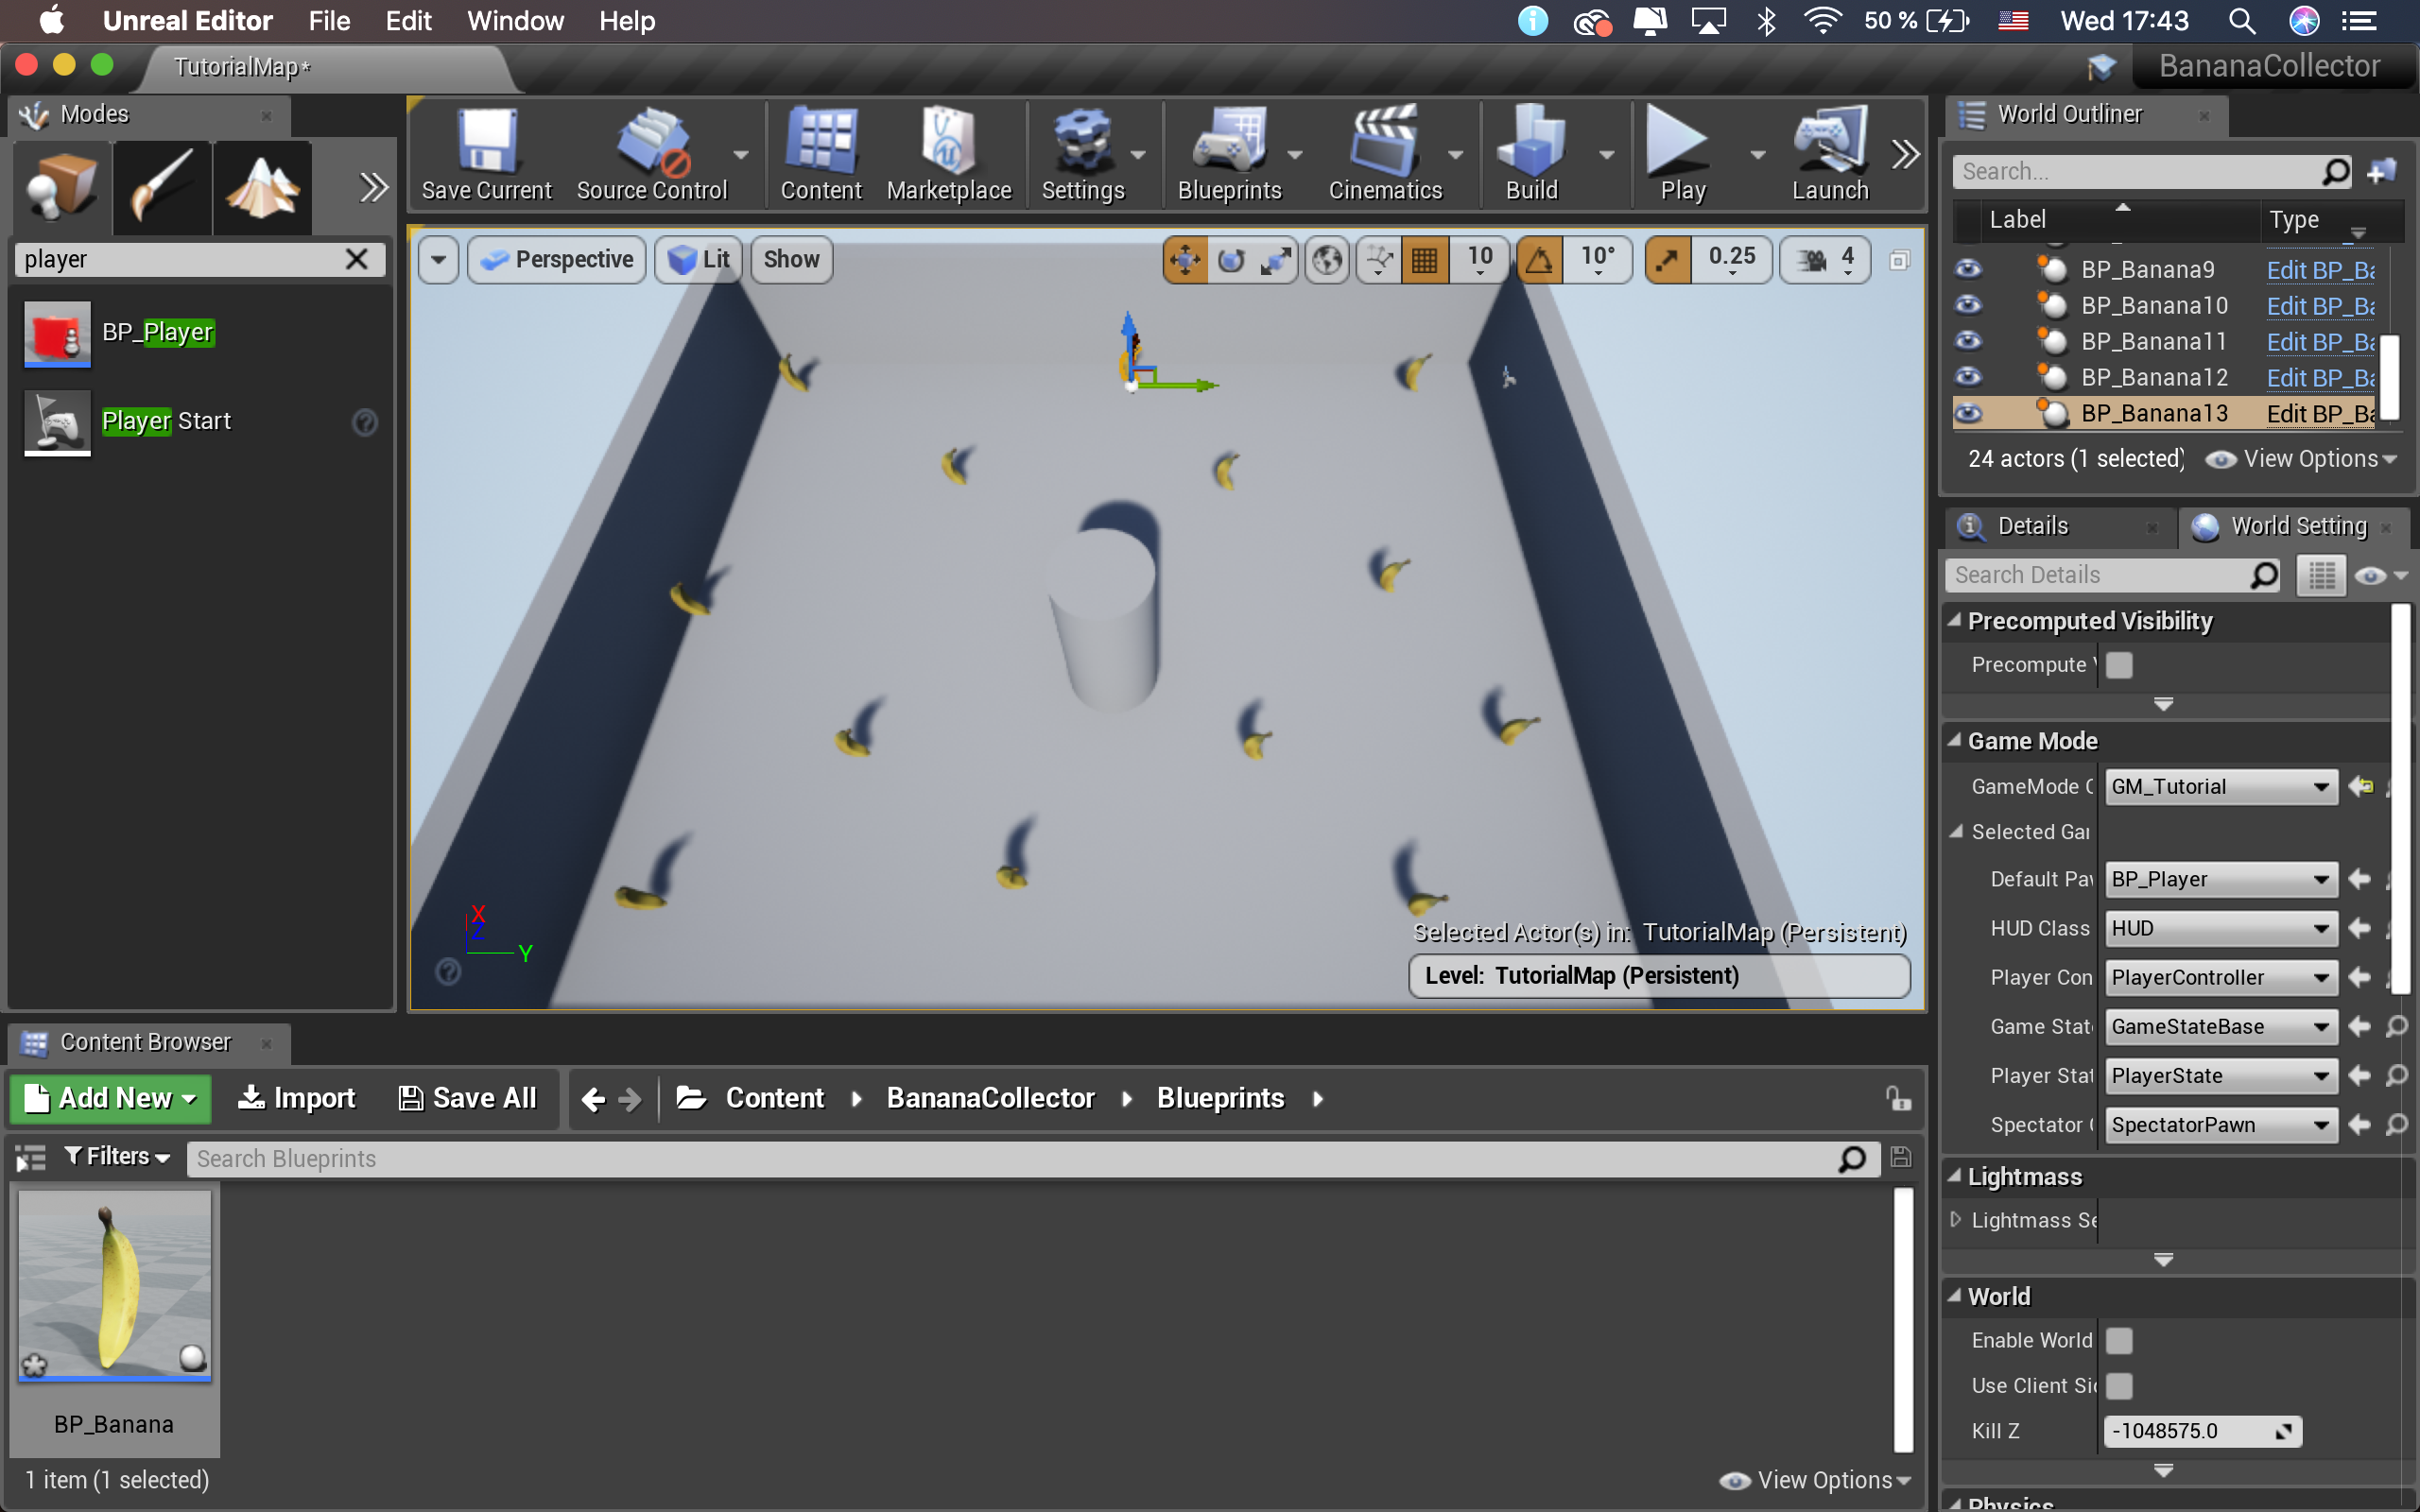 Unreal Editor File Edit Window Help 50 % Wed 17:43
TutorialMap* BananaCollector
Modes
player
BP_Player
Player Start
Save Current Source Control Content Marketplace Settings Blueprints Cinematics Build Play Launch
Perspective Lit Show 10 10° 0.25 4
X
Z
Y
Selected Actor(s) in: TutorialMap (Persistent)
Level: TutorialMap (Persistent)
World Outliner
Search...
Label Type
BP_Banana9 Edit BP_Ba
BP_Banana10 Edit BP_Ba
BP_Banana11 Edit BP_Ba
BP_Banana12 Edit BP_Ba
BP_Banana13 Edit BP_Ba
24 actors (1 selected) View Options
Details World Setting
Search Details
Precomputed Visibility
Precompute
Game Mode
GameMode GM_Tutorial
Selected Gar
Default Pa BP_Player
HUD Class HUD
Player Con PlayerController
Game Stat GameStateBase
Player Stat PlayerState
Spectator SpectatorPawn
Lightmass
Lightmass Se
World
Enable World
Use Client Sid
Kill Z -1048575.0
Physics
Content Browser
Add New Import Save All Content BananaCollector Blueprints
Filters Search Blueprints
BP_Banana
1 item (1 selected) View Options